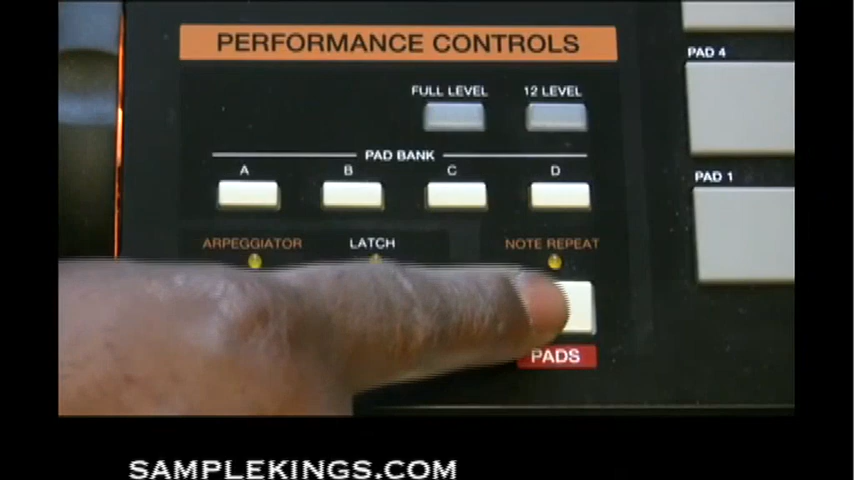 PERFORMANCE CONTROLS
PAD 4
FULL LEVEL 12 LEVEL
PAD BANK
A B C D
PAD 1
ARPEGGIATOR LATCH NOTE REPEAT
PADS
SAMPLEKINGS.COM